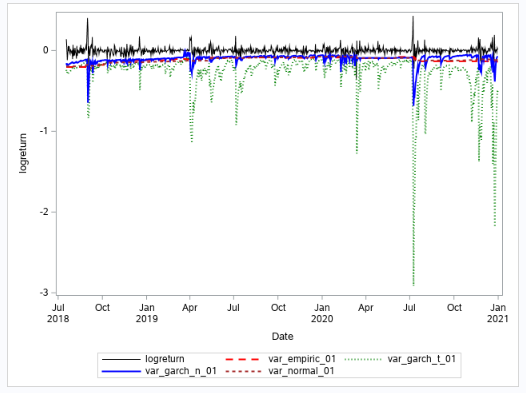 0
-1
-2
-3
logreturn
Jul Oct Jan Apr Jul Oct Jan Apr Jul Oct Jan
2018 2019 2020 2021
Date
logreturn var_empiric_01 var_garch_t_01
var_garch_n_01 var_normal_01